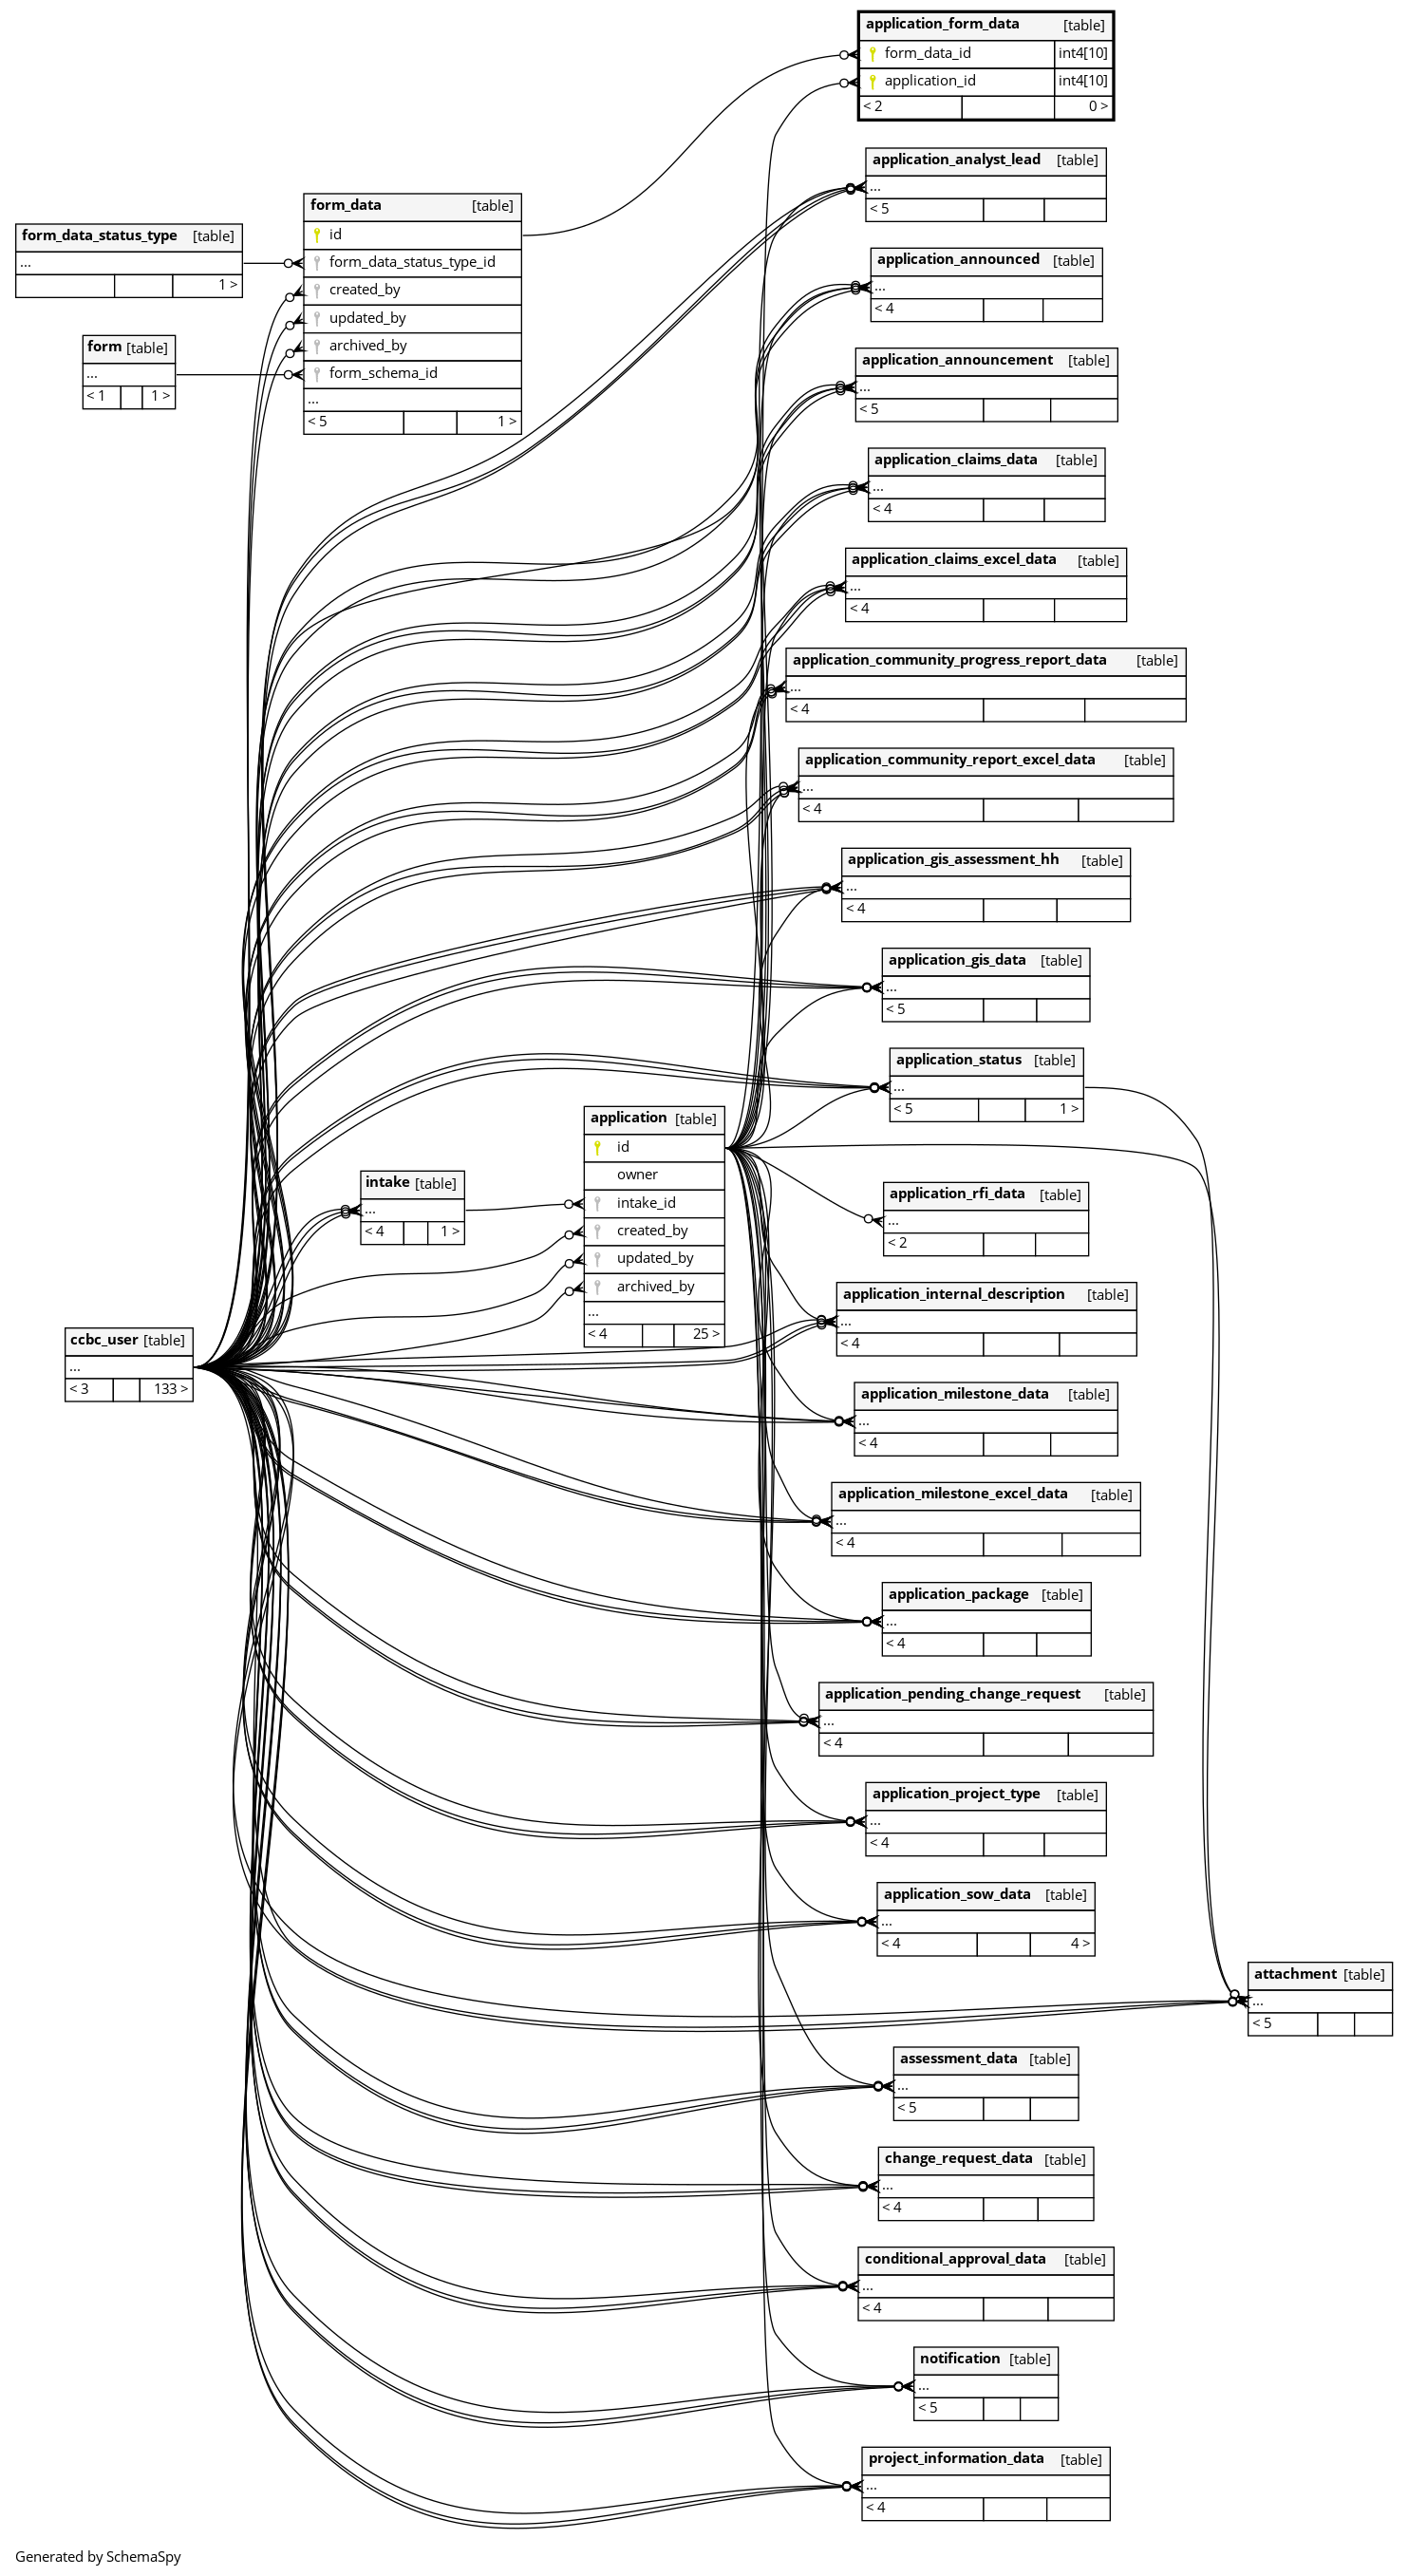 application_form_data [table]
form_data_id int4[10]
application_id int4[10]
< 2 0 >
application_analyst_lead [table]
...
< 5
form_data [table]
id
form_data_status_type_id
created_by
updated_by
archived_by
form_schema_id
...
< 5 1 >
form_data_status_type [table]
...
1 >
form [table]
...
< 1 1 >
application_announced [table]
...
< 4
application_announcement [table]
...
< 5
application_claims_data [table]
...
< 4
application_claims_excel_data [table]
...
< 4
application_community_progress_report_data [table]
...
< 4
application_community_report_excel_data [table]
...
< 4
application_gis_assessment_hh [table]
...
< 4
application_gis_data [table]
...
< 5
application_status [table]
...
< 5 1 >
application [table]
id
owner
intake_id
created_by
updated_by
archived_by
...
< 4 25 >
intake [table]
...
< 4 1 >
application_rfi_data [table]
...
< 2
application_internal_description [table]
...
< 4
ccbc_user [table]
...
< 3 133 >
application_milestone_data [table]
...
< 4
application_milestone_excel_data [table]
...
< 4
application_package [table]
...
< 4
application_pending_change_request [table]
...
< 4
application_project_type [table]
...
< 4
application_sow_data [table]
...
< 4 4 >
attachment [table]
...
< 5
assessment_data [table]
...
< 5
change_request_data [table]
...
< 4
conditional_approval_data [table]
...
< 4
notification [table]
...
< 5
project_information_data [table]
...
< 4
Generated by SchemaSpy